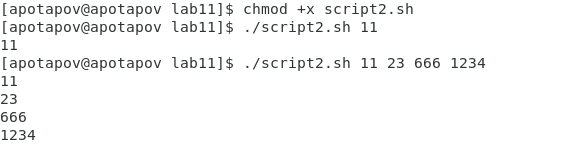 [apotapov@apotapov lab11]$ chmod +x script2.sh
[apotapov@apotapov lab11]$ ./script2.sh 11
11
[apotapov@apotapov lab11]$ ./script2.sh 11 23 666 1234
11
23
666
1234